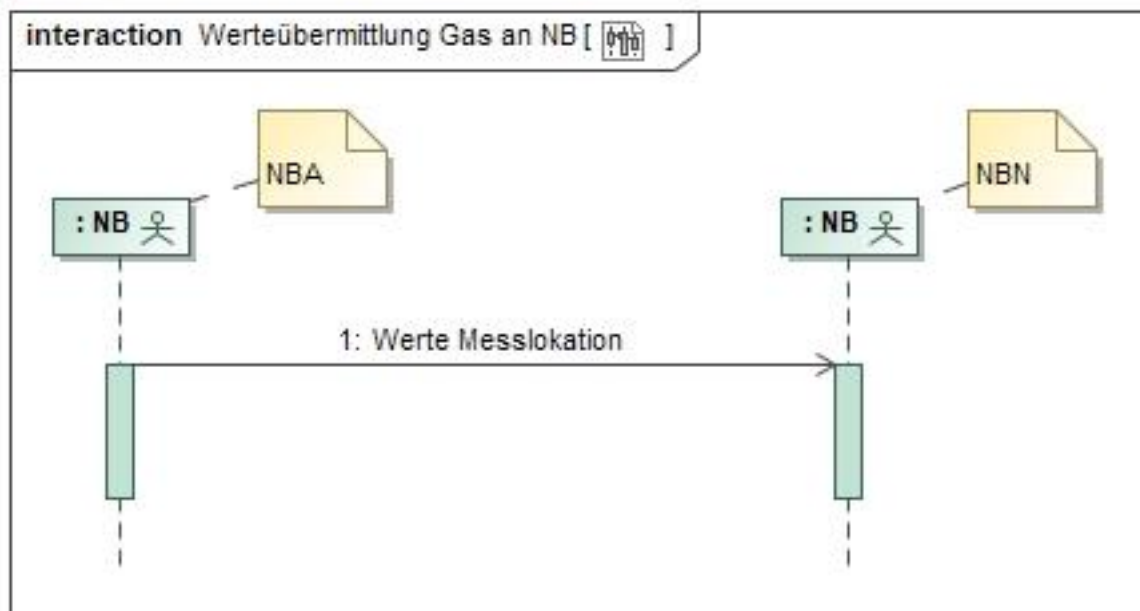 interaction Werteübermittlung Gas an NB [ ]
NBA
NBN
: NB
: NB
1: Werte Messlokation